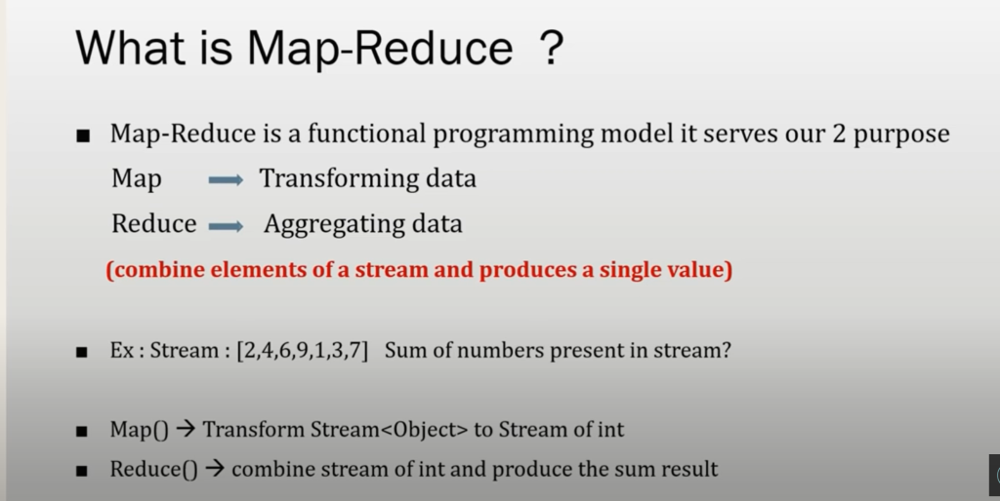 What is Map-Reduce ?
▪ Map-Reduce is a functional programming model it serves our 2 purpose
Map → Transforming data
Reduce → Aggregating data
(combine elements of a stream and produces a single value)
▪ Ex : Stream : [2,4,6,9,1,3,7] Sum of numbers present in stream?
▪ Map() → Transform Stream<Object> to Stream of int
▪ Reduce() → combine stream of int and produce the sum result